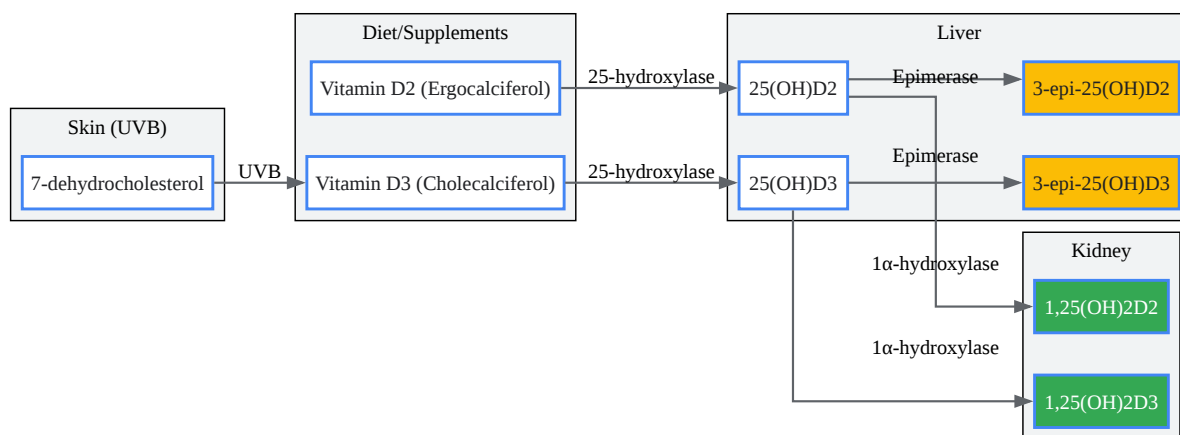 Diet/Supplements
Liver
Vitamin D2 (Ergocalciferol)
25-hydroxylase
25(OH)D2
Epimerase
3-epi-25(OH)D2
Skin (UVB)
7-dehydrocholesterol
UVB
Vitamin D3 (Cholecalciferol)
25-hydroxylase
25(OH)D3
Epimerase
3-epi-25(OH)D3
Kidney
1α-hydroxylase
1,25(OH)2D2
1α-hydroxylase
1,25(OH)2D3